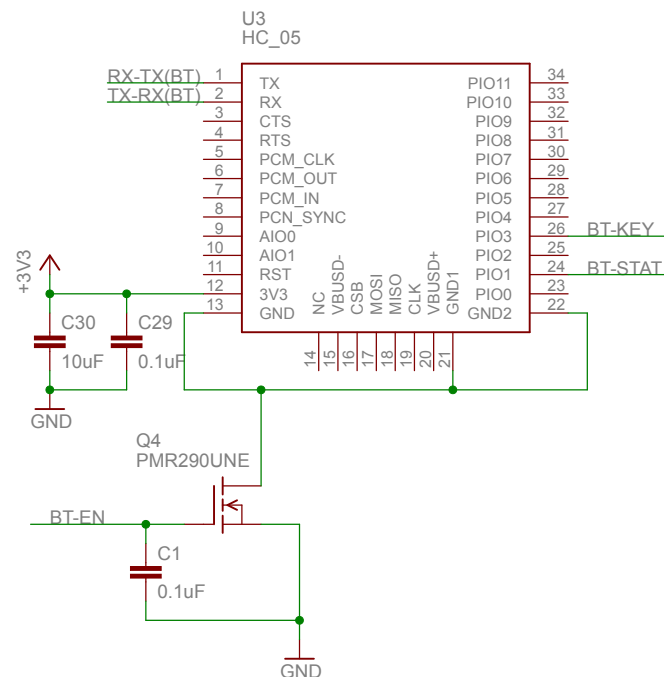 U3
HC_05
RX-TX(BT) 1 TX PIO11 34
TX-RX(BT) 2 RX PIO10 33
3 CTS PIO9 32
4 RTS PIO8 31
5 PCM_CLK PIO7 30
6 PCM_OUT PIO6 29
7 PCM_IN PIO5 28
8 PCN_SYNC PIO4 27
9 AIO0 PIO3 26 BT-KEY
10 AIO1 PIO2 25
11 RST PIO1 24 BT-STAT
12 3V3 PIO0 23
13 GND GND2 22
NC VBUSD- CSB MOSI MISO CLK VBUSD+ GND1
14 15 16 17 18 19 20 21
+3V3
C30 C29
10uF 0.1uF
GND
Q4
PMR290UNE
BT-EN
C1
0.1uF
GND